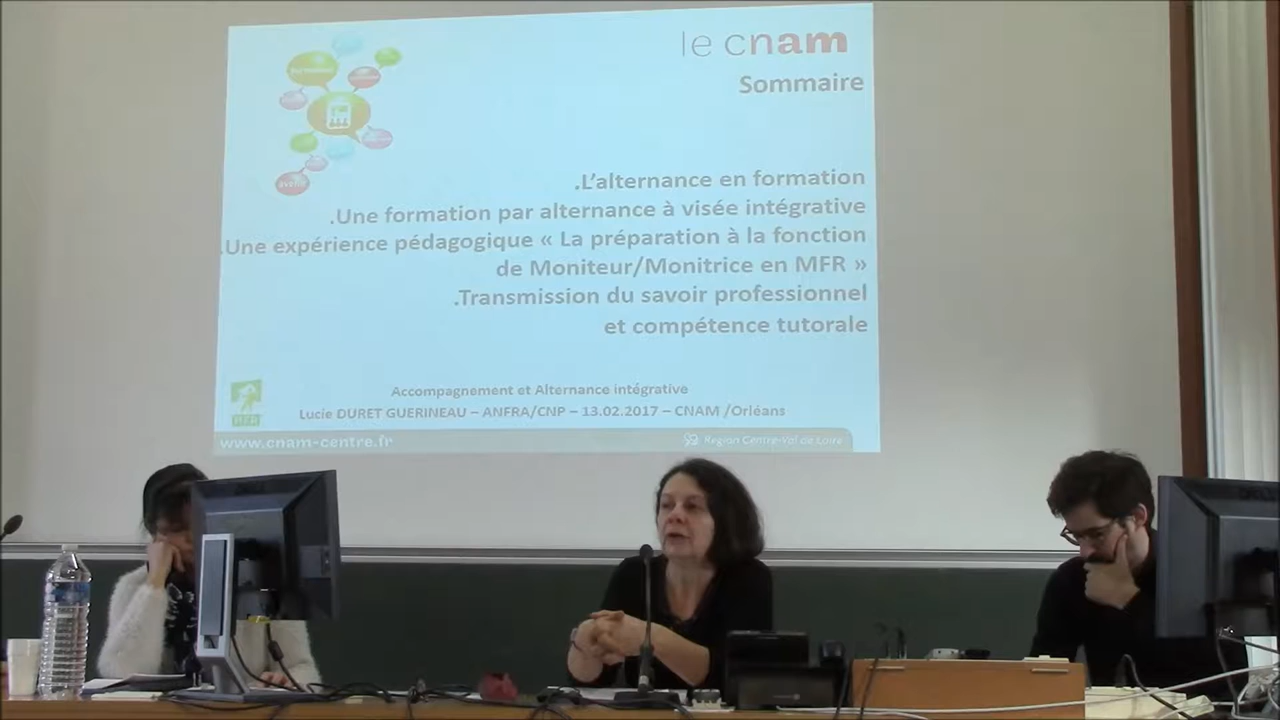 le cnam
Sommaire
.L’alternance en formation
.Une formation par alternance à visée intégrative
.Une expérience pédagogique « La préparation à la fonction
de Moniteur/Monitrice en MFR »
.Transmission du savoir professionnel
et compétence tutorale
Accompagnement et Alternance intégrative
Lucie DURET GUERINEAU – ANFRA/CNP – 13.02.2017 – CNAM /Orléans
MFR
www.cnam-centre.fr
Région Centre-Val de Loire